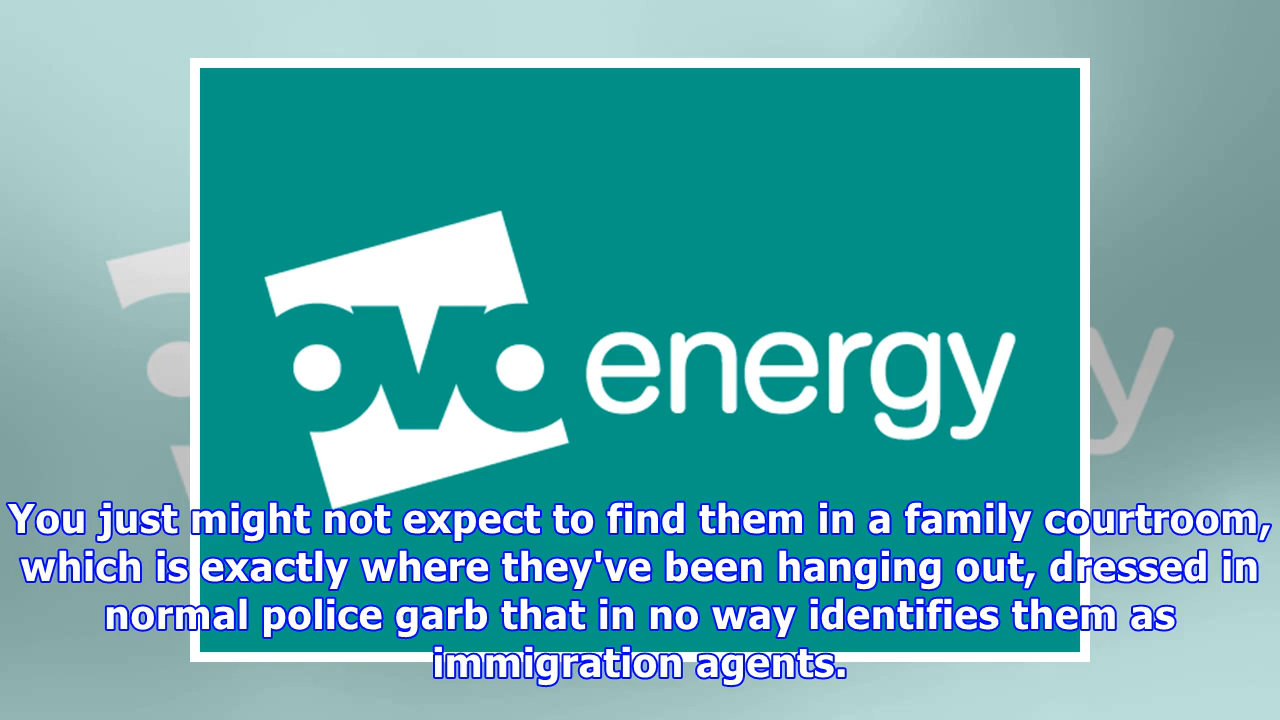 ovo energy
You just might not expect to find them in a family courtroom,
which is exactly where they've been hanging out, dressed in
normal police garb that in no way identifies them as
immigration agents.